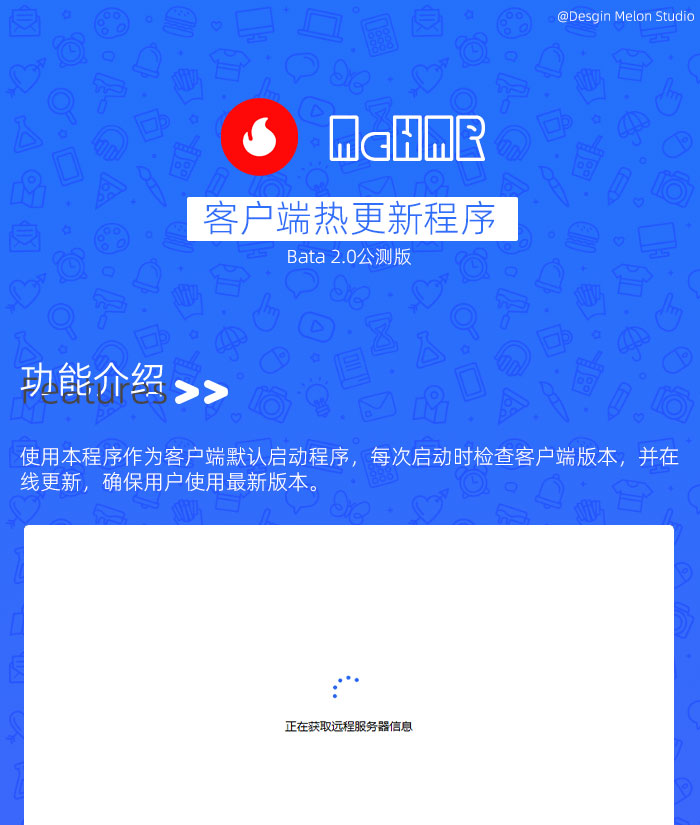 @Desgin Melon Studio
McHMR
客户端热更新程序
Bata 2.0公测版
功能介绍
Features >>
使用本程序作为客户端默认启动程序，每次启动时检查客户端版本，并在
线更新，确保用户使用最新版本。
正在获取远程服务器信息